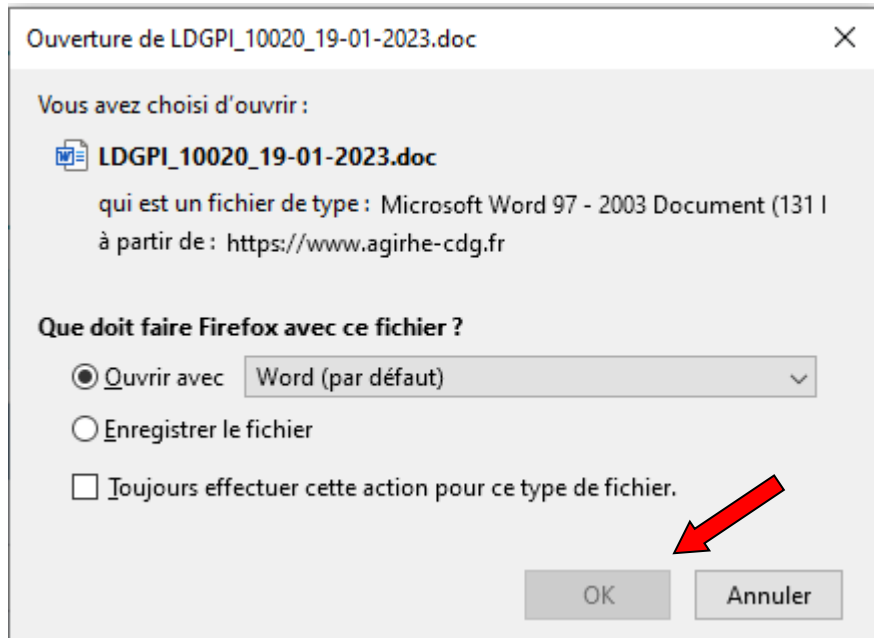 Ouverture de LDGPI_10020_19-01-2023.doc
Vous avez choisi d'ouvrir :
LDGPI_10020_19-01-2023.doc
qui est un fichier de type : Microsoft Word 97 - 2003 Document (131
à partir de : https://www.agirhe-cdg.fr
Que doit faire Firefox avec ce fichier ?
Ouvrir avec Word (par défaut)
Enregistrer le fichier
Toujours effectuer cette action pour ce type de fichier.
OK Annuler